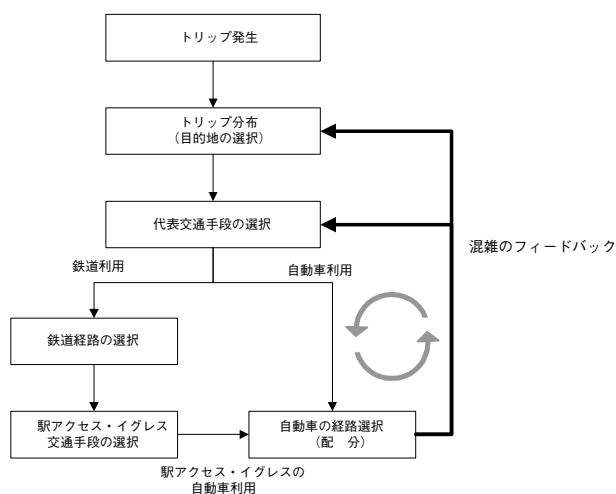 トリップ発生
トリップ分布
（目的地の選択）
代表交通手段の選択
混雑のフィードバック
鉄道利用
自動車利用
鉄道経路の選択
駅アクセス・イグレス
交通手段の選択
自動車の経路選択
（配　分）
駅アクセス・イグレスの
自動車利用